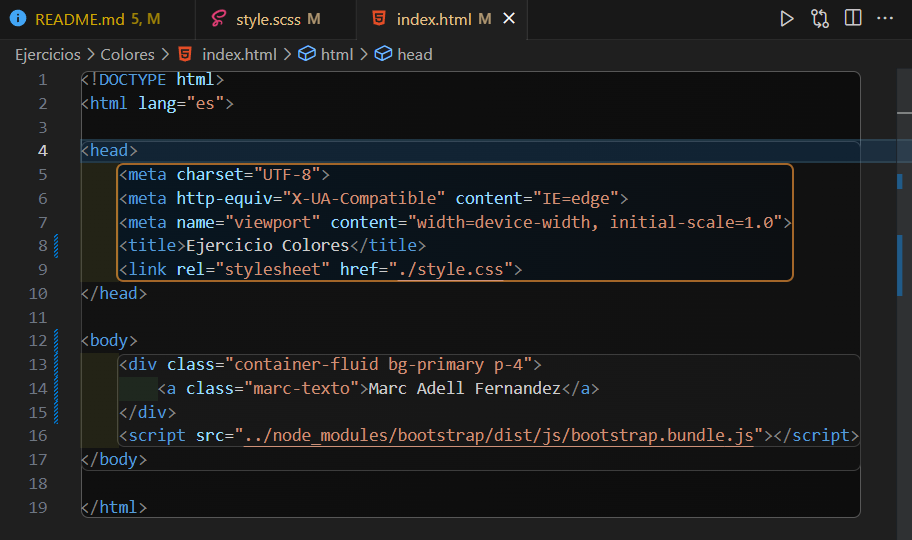 README.md 5, M style.scss M index.html M
Ejercicios > Colores > index.html > html > head
1 <!DOCTYPE html>
2 <html lang="es">
3
4 <head>
5 <meta charset="UTF-8">
6 <meta http-equiv="X-UA-Compatible" content="IE=edge">
7 <meta name="viewport" content="width=device-width, initial-scale=1.0">
8 <title>Ejercicio Colores</title>
9 <link rel="stylesheet" href="./style.css">
10 </head>
11
12 <body>
13 <div class="container-fluid bg-primary p-4">
14 <a class="marc-texto">Marc Adell Fernandez</a>
15 </div>
16 <script src="../node_modules/bootstrap/dist/js/bootstrap.bundle.js"></script>
17 </body>
18
19 </html>